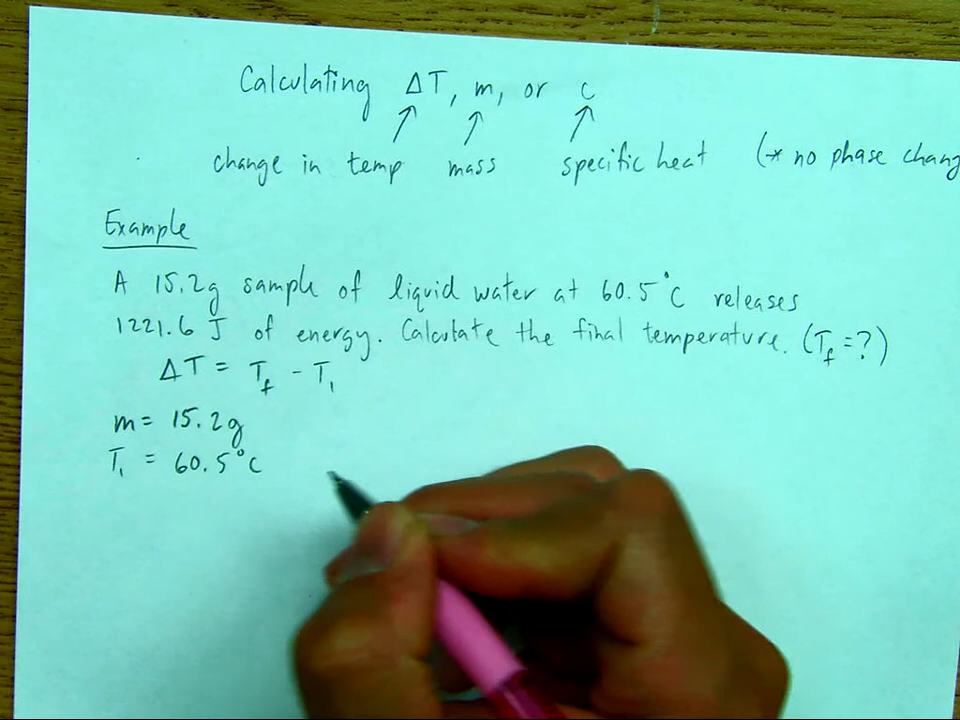 Calculating ΔT, m, or c
change in temp mass specific heat (* no phase chang
Example
A 15.2g sample of liquid water at 60.5°C releases
1221.6 J of energy. Calculate the final temperature. (Tf = ?)
ΔT = Tf - T1
m = 15.2g
T1 = 60.5°C